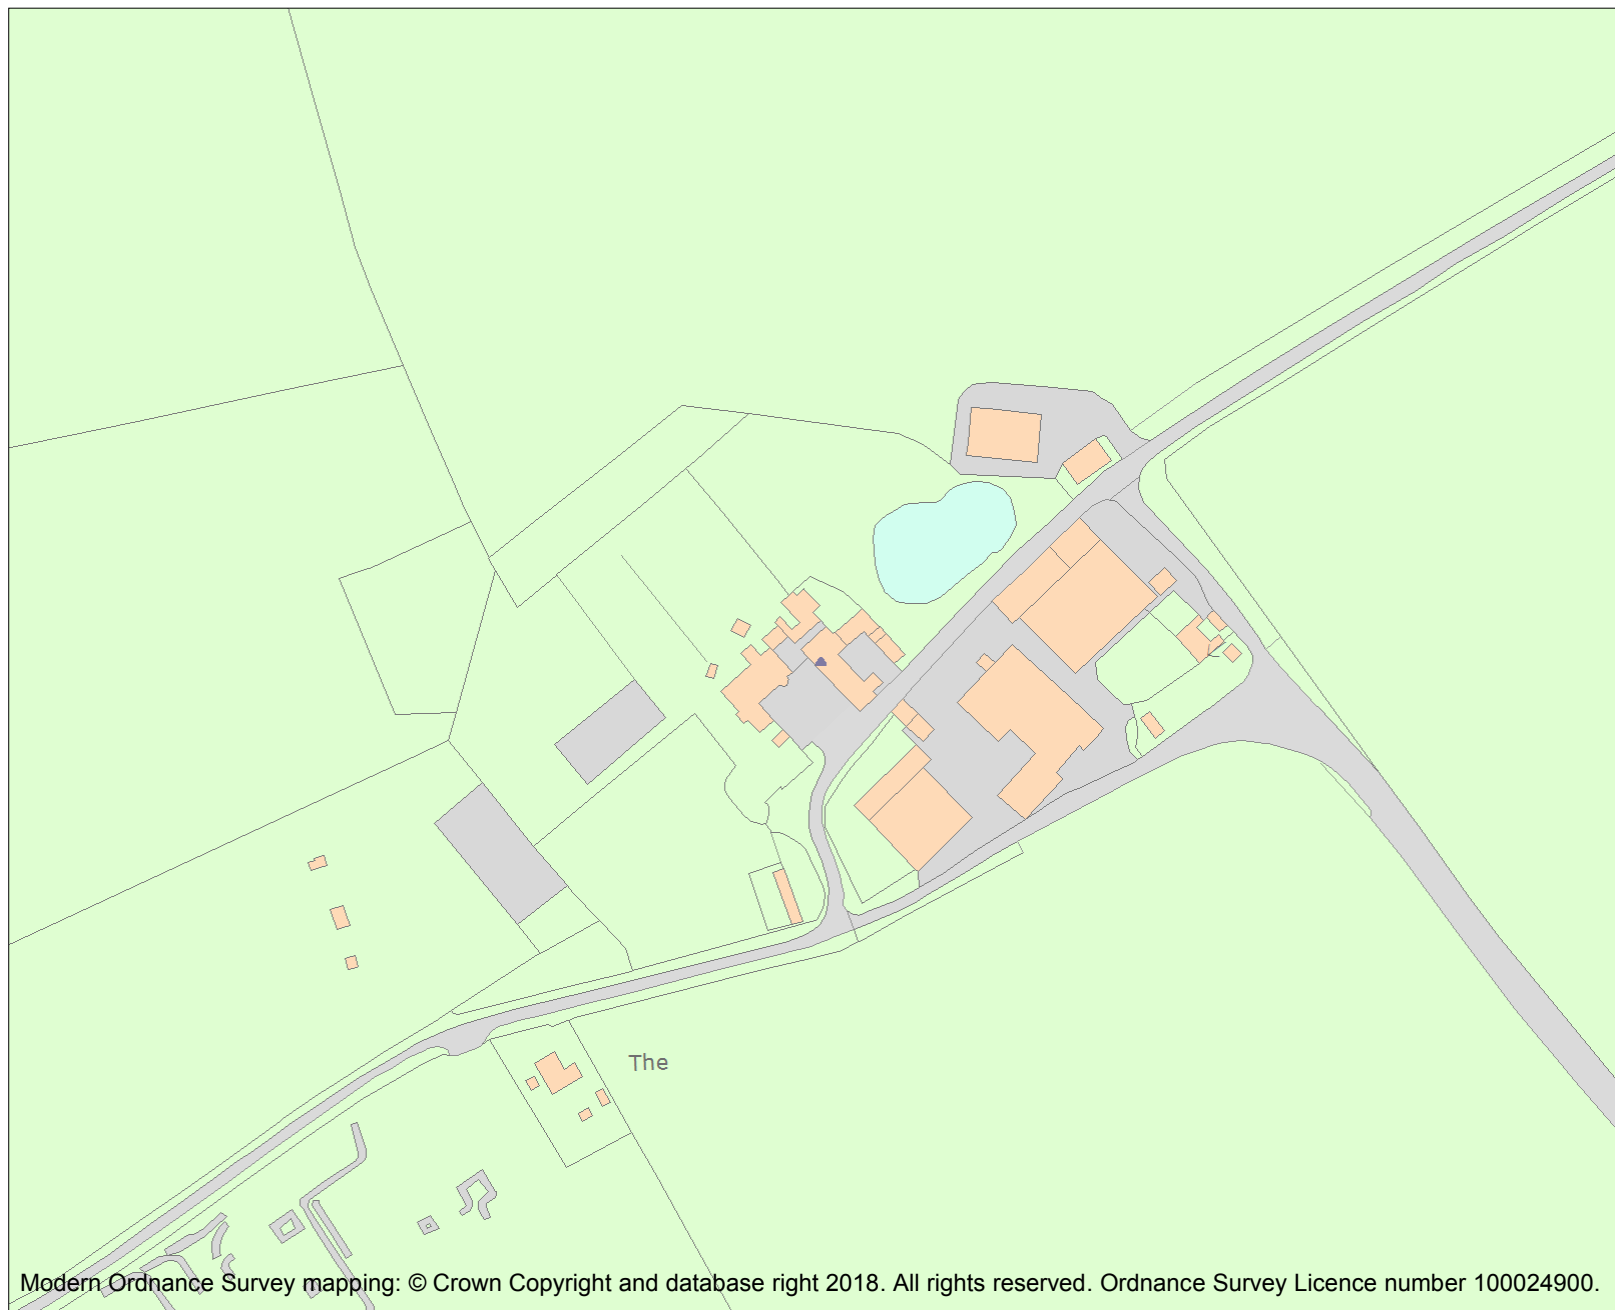 The
Modern Ordnance Survey mapping: © Crown Copyright and database right 2018. All rights reserved. Ordnance Survey Licence number 100024900.